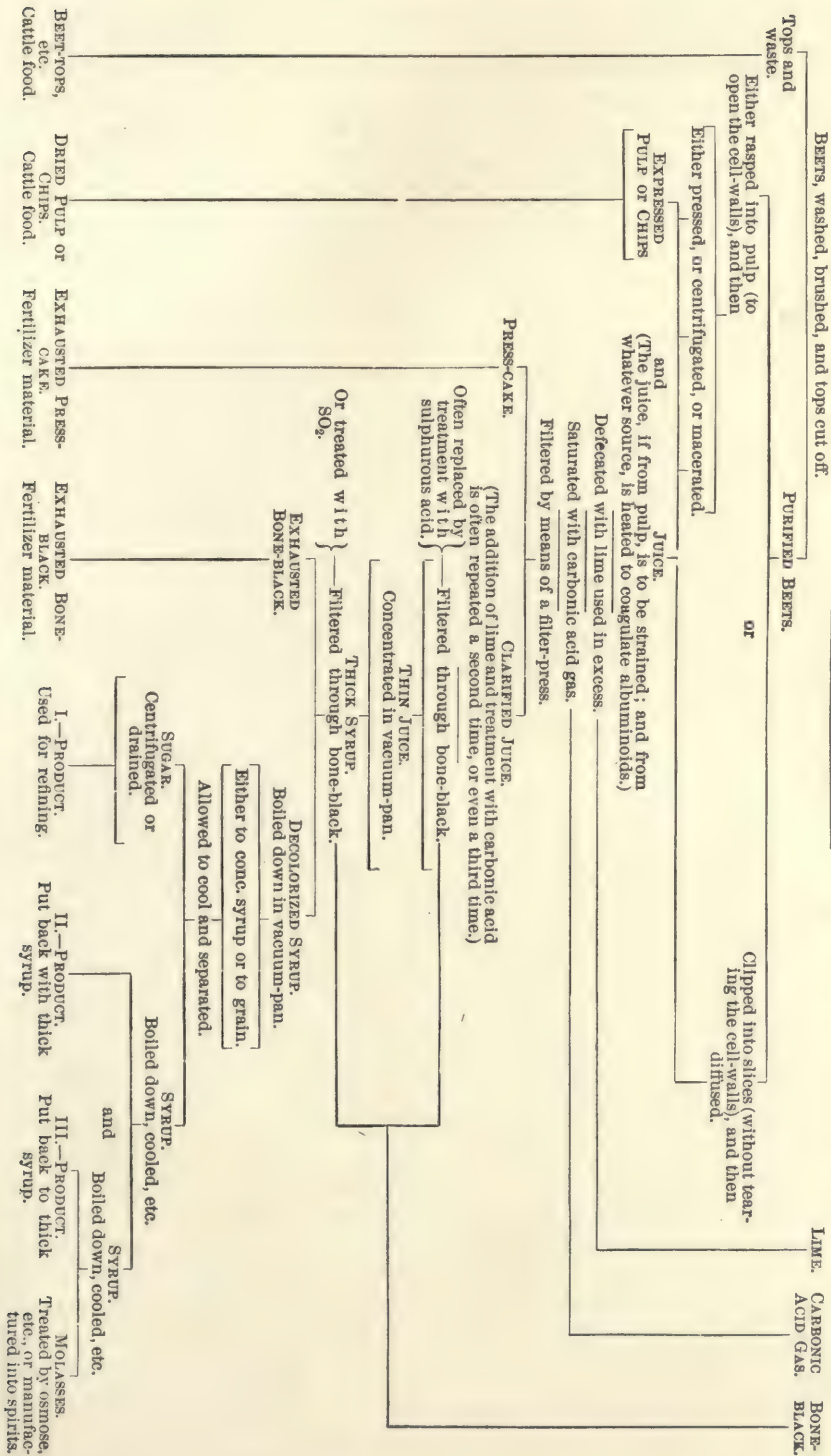 BEETS, washed, brushed, and tops cut off.
LIME.
CARBONIC
ACID GAS.
BONE-
BLACK.
Tops and
waste.
PURIFIED BEETS.
Either rasped into pulp (to
open the cell-walls), and then
or
Clipped into slices (without tear-
ing the cell-walls), and then
diffused.
Either pressed, or centrifugated, or macerated.
EXPRESSED
PULP OR CHIPS
and
JUICE.
(The juice, if from pulp, is to be strained; and from
whatever source, is heated to coagulate albuminoids.)
Defecated with lime used in excess.
Saturated with carbonic acid gas.
Filtered by means of a filter-press.
PRESS-CAKE.
CLARIFIED JUICE.
(The addition of lime and treatment with carbonic acid
is often repeated a second time, or even a third time.)
Often replaced by
treatment with
sulphurous acid.
Filtered through bone-black.
THIN JUICE.
Concentrated in vacuum-pan.
THICK SYRUP.
Or treated with
SO₂.
Filtered through bone-black.
EXHAUSTED
BONE-BLACK.
DECOLORIZED SYRUP.
Boiled down in vacuum-pan.
Either to conc. syrup or to grain.
Allowed to cool and separated.
SUGAR.
Centrifugated or
drained.
SYRUP.
Boiled down, cooled, etc.
and
SYRUP.
Boiled down, cooled, etc.
BEET-TOPS,
etc.
Cattle food.
DRIED PULP OR
CHIPS.
Cattle food.
EXHAUSTED PRESS-
CAKE.
Fertilizer material.
EXHAUSTED BONE-
BLACK.
Fertilizer material.
I.—PRODUCT.
Used for refining.
II.—PRODUCT.
Put back with thick
syrup.
III.—PRODUCT.
Put back to thick
syrup.
MOLASSES.
Treated by osmose,
etc., or manufac-
tured into spirits.